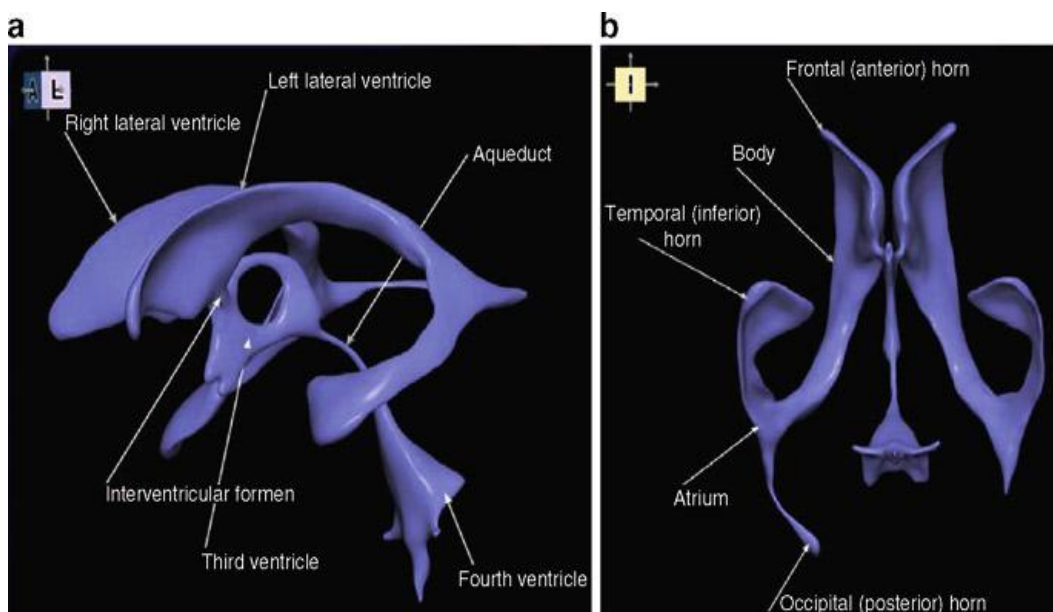 a
A L
Left lateral ventricle
Right lateral ventricle
Aqueduct
Interventricular formen
Third ventricle
Fourth ventricle
b
I
Frontal (anterior) horn
Body
Temporal (inferior)
horn
Atrium
Occipital (posterior) horn